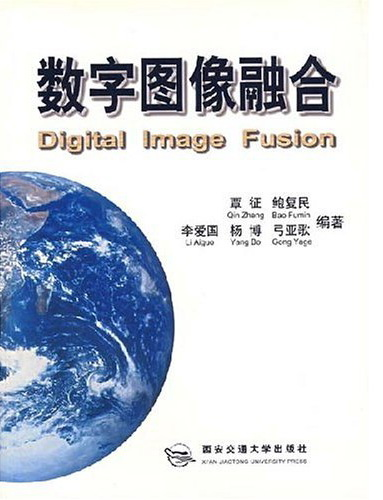 数字图像融合
Digital Image Fusion
覃 征 鲍复民
Qin Zheng Bao Fumin
李爱国 杨 博 弓亚歌 编著
Li Aiguo Yang Bo Gong Yage
西安交通大学出版社
XI'AN JIAOTONG UNIVERSITY PRESS